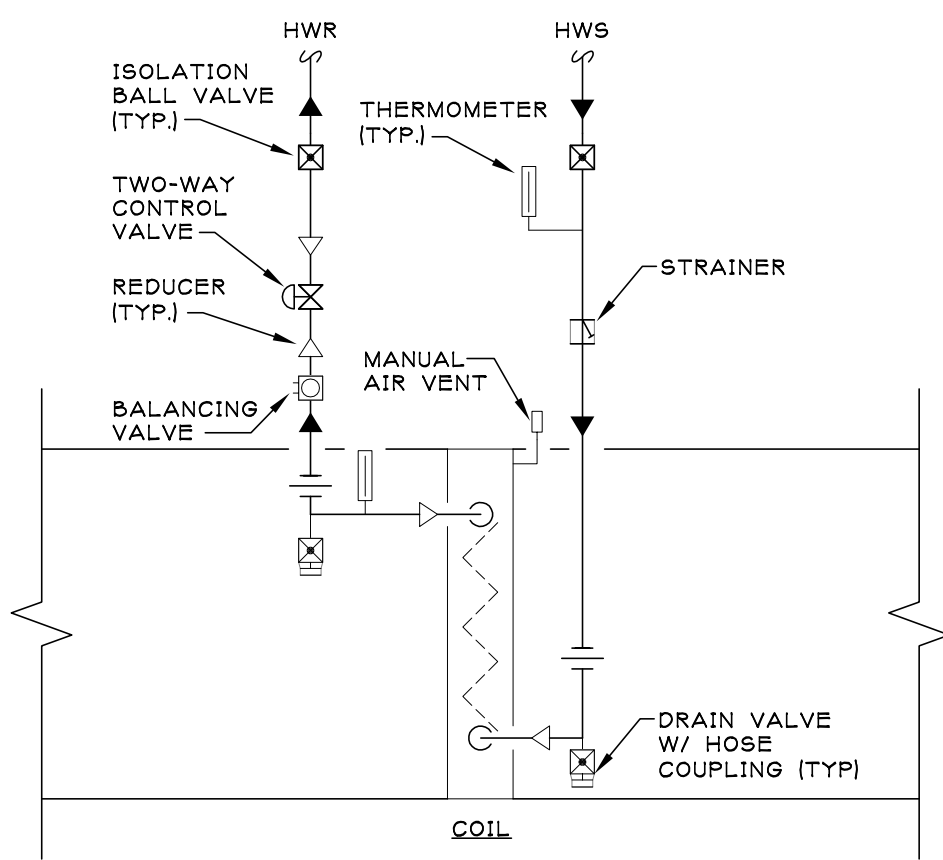 HWR
HWS
ISOLATION
BALL VALVE
(TYP.)
THERMOMETER
(TYP.)
TWO-WAY
CONTROL
VALVE
STRAINER
REDUCER
(TYP.)
MANUAL
AIR VENT
BALANCING
VALVE
DRAIN VALVE
W/ HOSE
COUPLING (TYP)
COIL